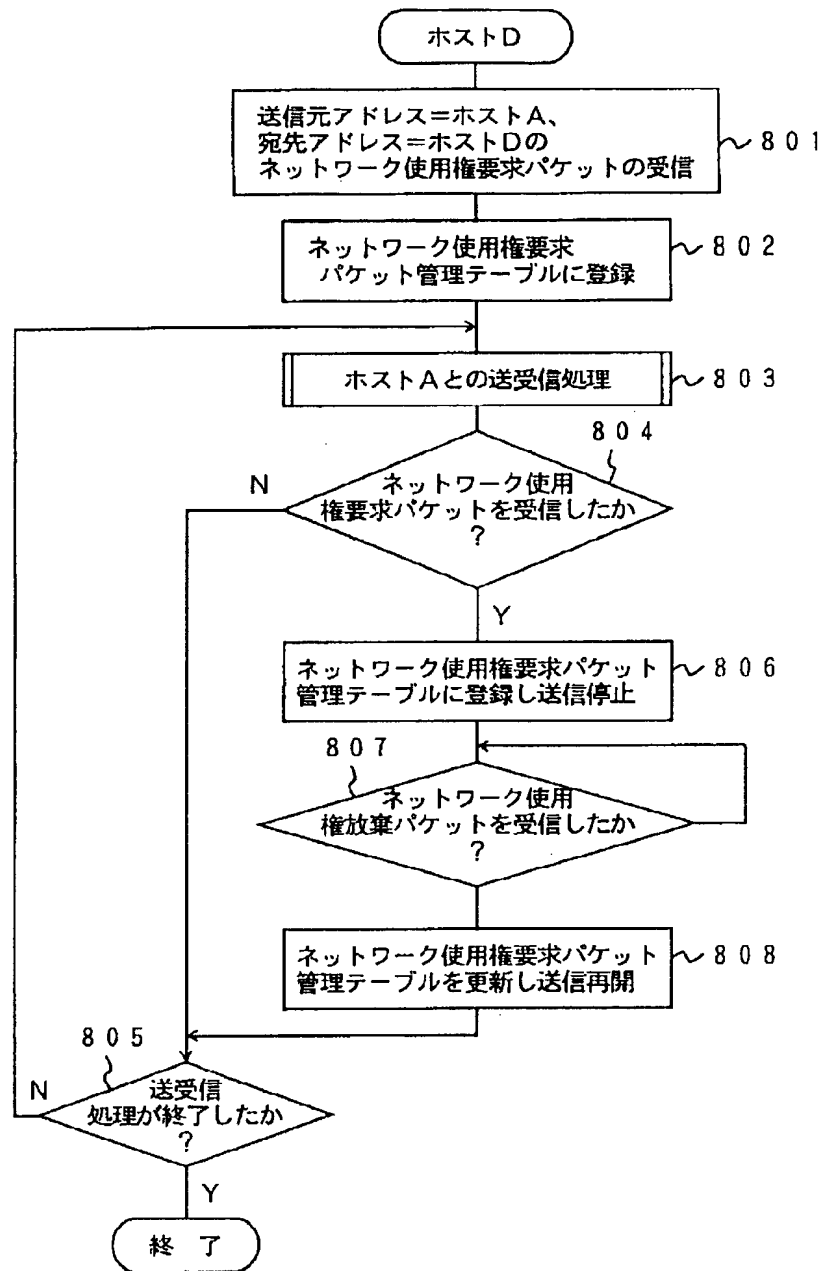 ホストD
送信元アドレス=ホストA、
宛先アドレス=ホストDの
ネットワーク使用権要求パケットの受信
801
ネットワーク使用権要求
パケット管理テーブルに登録
802
ホストAとの送受信処理
803
804
ネットワーク使用
権要求パケットを受信したか
?
N
Y
ネットワーク使用権要求パケット
管理テーブルに登録し送信停止
806
807
ネットワーク使用
権放棄パケットを受信したか
?
ネットワーク使用権要求パケット
管理テーブルを更新し送信再開
808
805
送受信
処理が終了したか
?
N
Y
終了